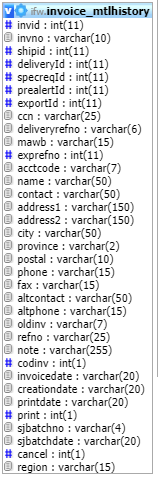 ifw.invoice_mtlhistory
invid : int(11)
invno : varchar(10)
shipid : int(11)
deliveryId : int(11)
specreqId : int(11)
prealertId : int(11)
exportId : int(11)
ccn : varchar(25)
deliveryrefno : varchar(6)
mawb : varchar(15)
exprefno : int(11)
acctcode : varchar(7)
name : varchar(50)
contact : varchar(50)
address1 : varchar(150)
address2 : varchar(150)
city : varchar(50)
province : varchar(2)
postal : varchar(10)
phone : varchar(15)
fax : varchar(15)
altcontact : varchar(50)
altphone : varchar(15)
oldinv : varchar(7)
refno : varchar(25)
note : varchar(255)
codinv : int(1)
invoicedate : varchar(20)
creationdate : varchar(20)
printdate : varchar(20)
print : int(1)
sjbatchno : varchar(4)
sjbatchdate : varchar(20)
cancel : int(1)
region : varchar(15)